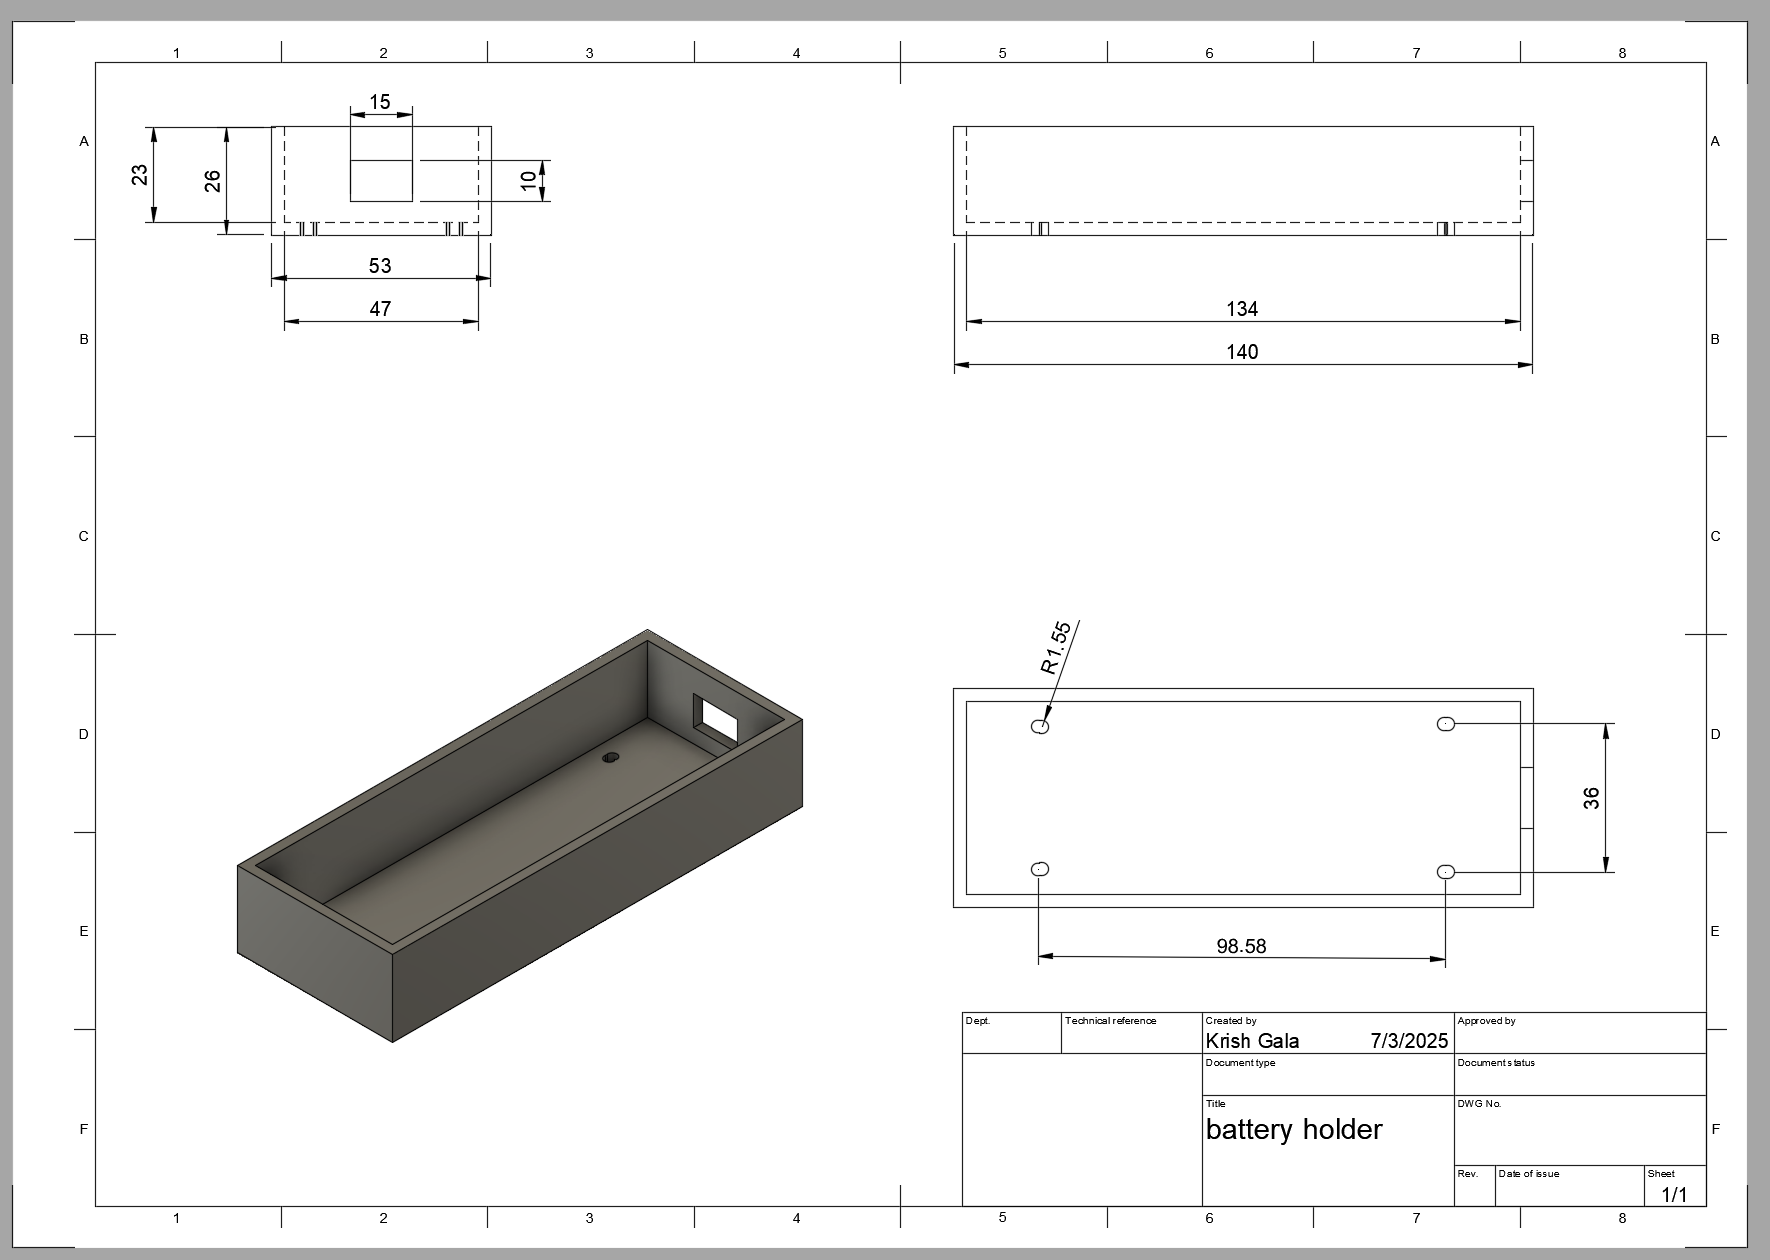 1 2 3 4 5 6 7 8
A A
15
23
26
10
53
47
134
140
B B
C C
R1.55
D D
36
E E
98.58
Dept.
Technical reference
Created by
Krish Gala 7/3/2025
Approved by
Document type
Document status
Title
battery holder
DWG No.
F F
Rev.
Date of issue
Sheet
1/1
1 2 3 4 5 6 7 8